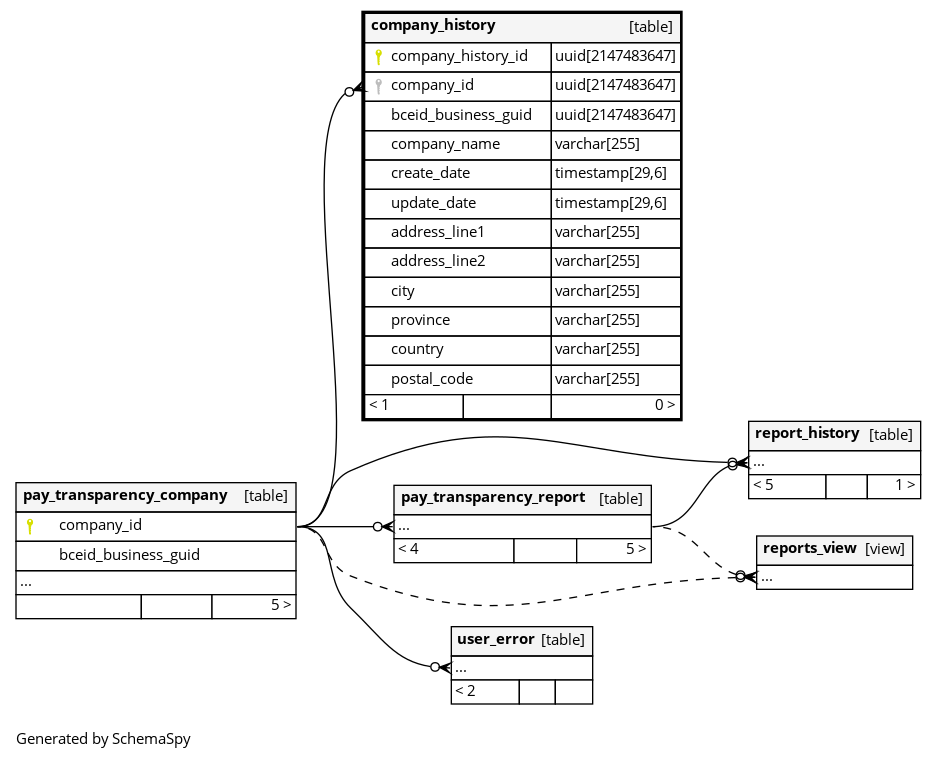 company_history [table]
company_history_id uuid[2147483647]
company_id uuid[2147483647]
bceid_business_guid uuid[2147483647]
company_name varchar[255]
create_date timestamp[29,6]
update_date timestamp[29,6]
address_line1 varchar[255]
address_line2 varchar[255]
city varchar[255]
province varchar[255]
country varchar[255]
postal_code varchar[255]
< 1 0 >
report_history [table]
...
< 5 1 >
pay_transparency_company [table]
company_id
bceid_business_guid
...
5 >
pay_transparency_report [table]
...
< 4 5 >
reports_view [view]
...
user_error [table]
...
< 2
Generated by SchemaSpy